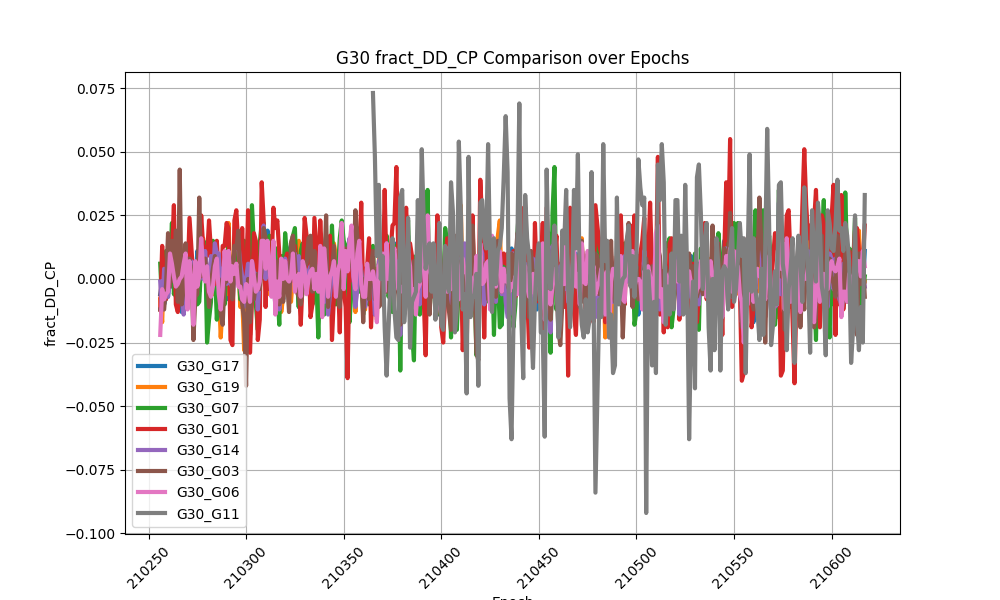 G30 fract_DD_CP Comparison over Epochs
fract_DD_CP
0.075
0.050
0.025
0.000
−0.025
−0.050
−0.075
−0.100
G30_G17
G30_G19
G30_G07
G30_G01
G30_G14
G30_G03
G30_G06
G30_G11
210250
210300
210350
210400
210450
210500
210550
210600
Epoch